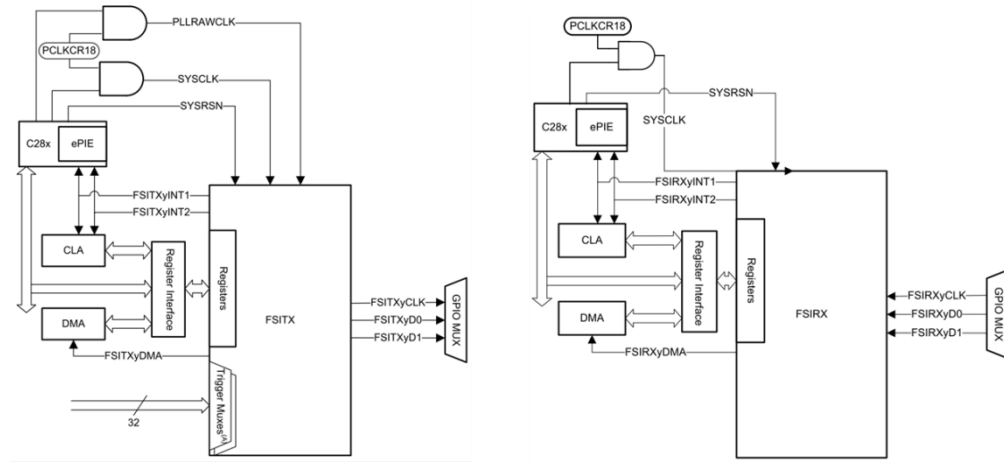 PLLRAWCLK
PCLKCR18
SYSCLK
SYSRSN
C28x
ePIE
FSITXyINT1
FSITXyINT2
CLA
Register Interface
Registers
FSITX
DMA
FSITXyDMA
FSITXyCLK
FSITXyD0
FSITXyD1
GPIO MUX
Trigger Muxes(A)
32
PCLKCR18
SYSRSN
SYSCLK
C28x
ePIE
FSIRXyINT1
FSIRXyINT2
CLA
Register Interface
Registers
FSIRX
DMA
FSIRXyDMA
FSIRXyCLK
FSIRXyD0
FSIRXyD1
GPIO MUX